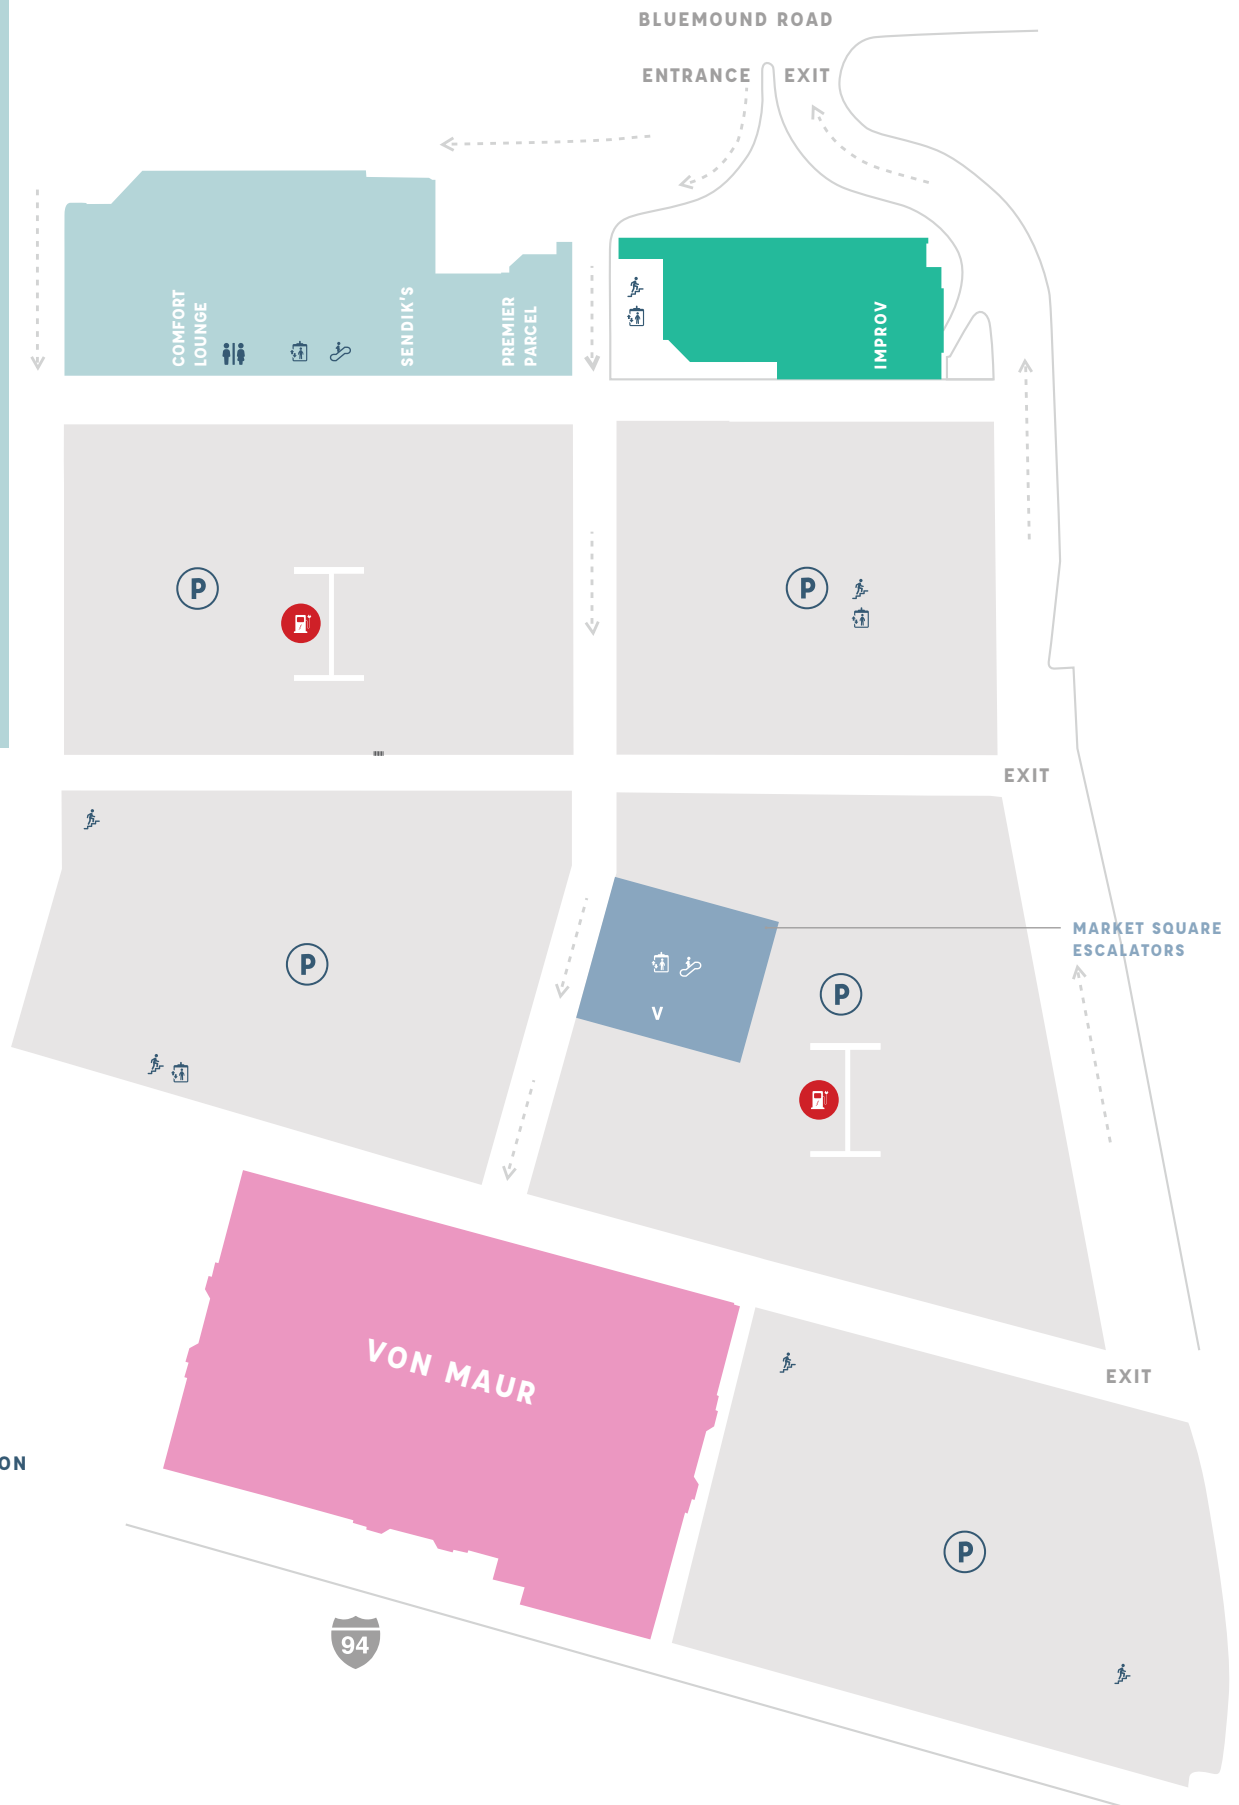 BLUEMOUND ROAD
ENTRANCE
EXIT
COMFORT
LOUNGE
SENDIK'S
PREMIER
PARCEL
IMPROV
P
P
EXIT
MARKET SQUARE
ESCALATORS
P
V
P
VON MAUR
EXIT
ON
P
94